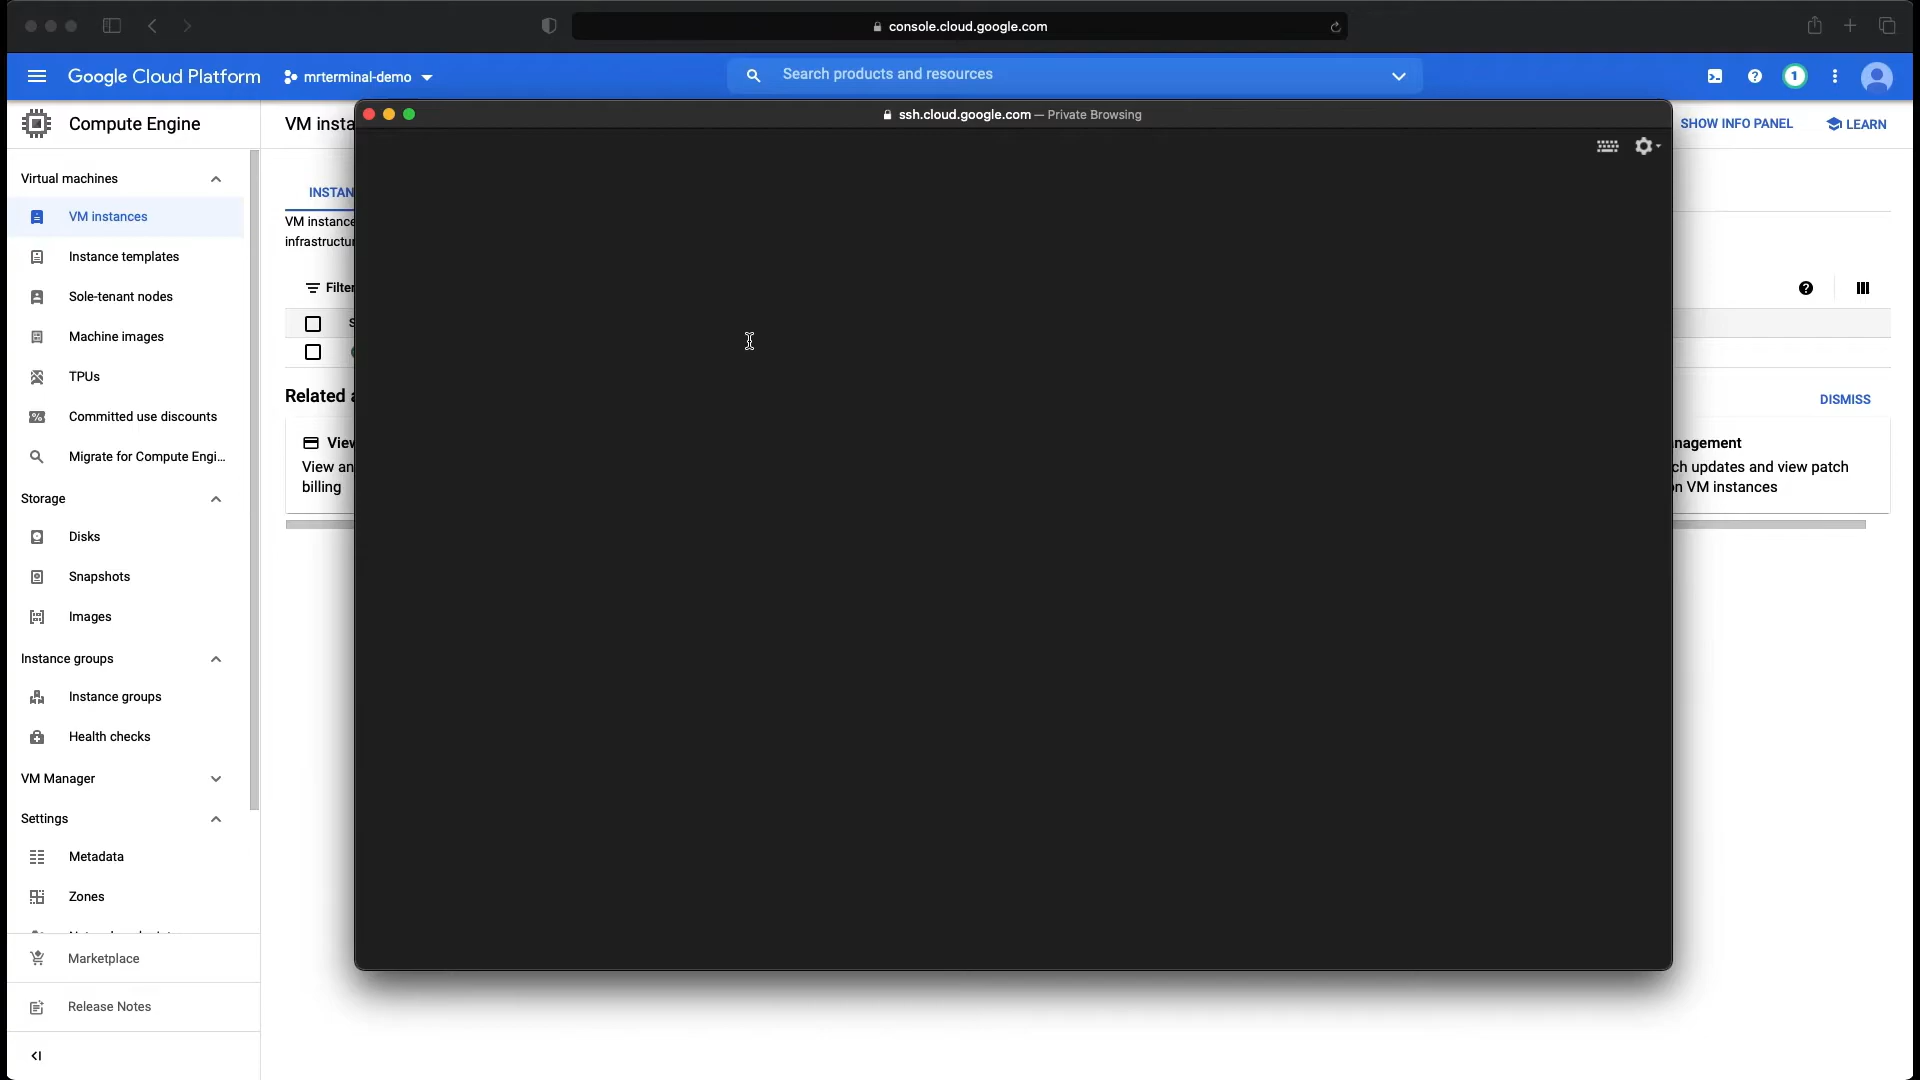 console.cloud.google.com
Google Cloud Platform
mrterminal-demo
Search products and resources
1
Compute Engine
VM insta
SHOW INFO PANEL
LEARN
ssh.cloud.google.com — Private Browsing
Virtual machines
VM instances
Instance templates
Sole-tenant nodes
Machine images
TPUs
Committed use discounts
Migrate for Compute Engi...
Storage
Disks
Snapshots
Images
Instance groups
Instance groups
Health checks
VM Manager
Settings
Metadata
Zones
Marketplace
Release Notes
INSTAN
VM instance
infrastructu
Filter
Related a
DISMISS
View
View an
billing
nagement
ch updates and view patch
n VM instances